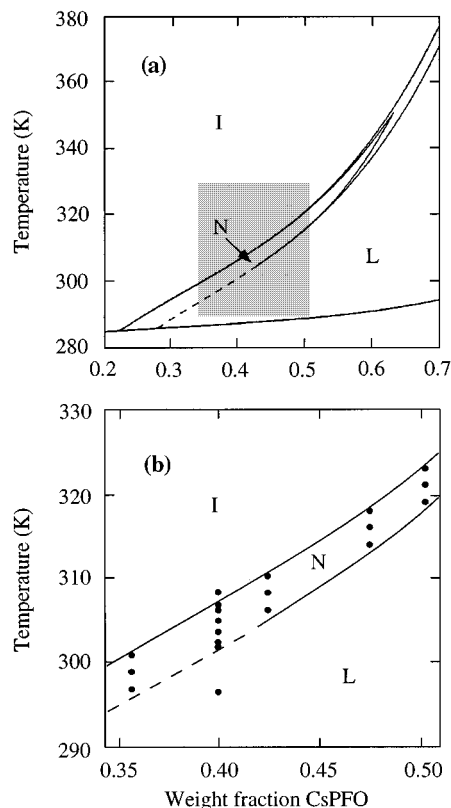 380
(a)
360
I
340
320
N
300
L
280
0.2 0.3 0.4 0.5 0.6 0.7
Temperature (K)
330
(b)
320
I
N
310
300
L
290
0.35 0.40 0.45 0.50
Temperature (K)
Weight fraction CsPFO